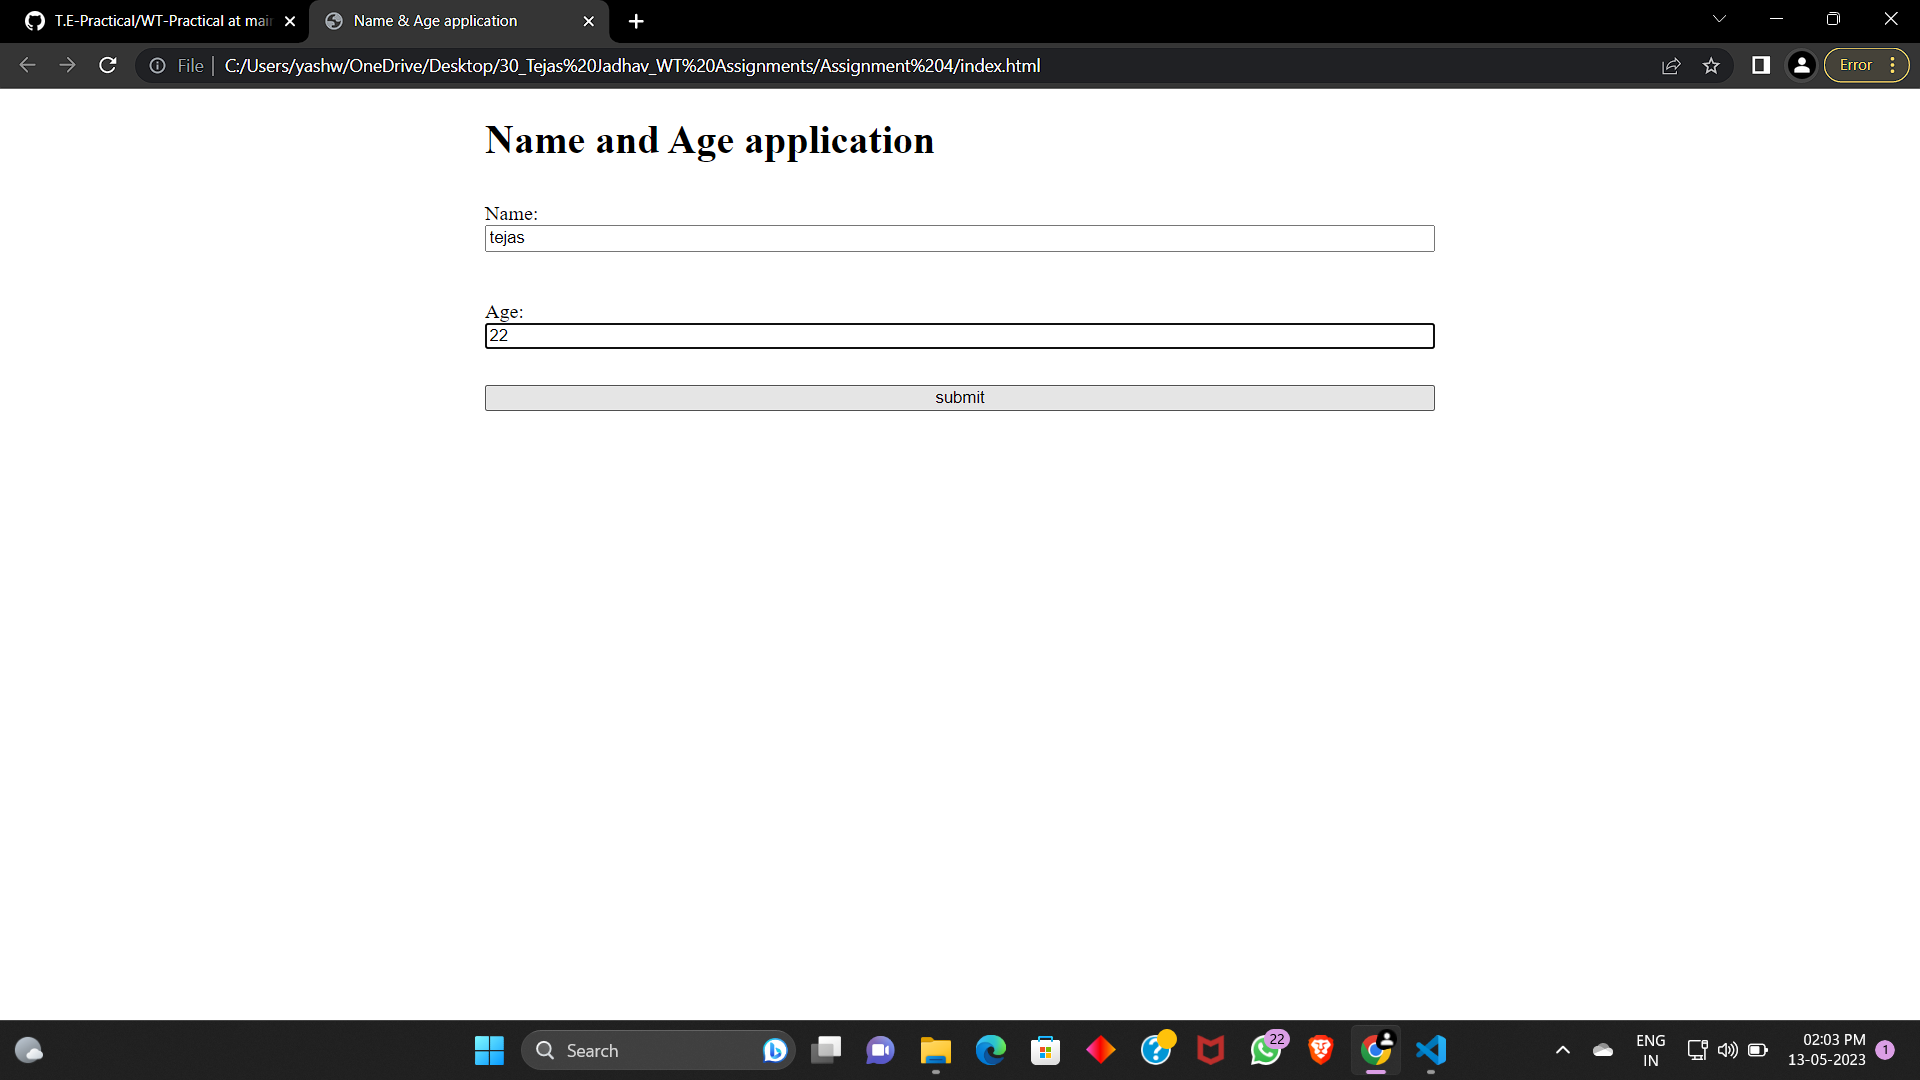 T.E-Practical/WT-Practical at mai
Name & Age application
File
C:/Users/yashw/OneDrive/Desktop/30_Tejas%20Jadhav_WT%20Assignments/Assignment%204/index.html
Error
Name and Age application
Name:
tejas
Age:
22
submit
Search
22
ENG
IN
02:03 PM
13-05-2023
1